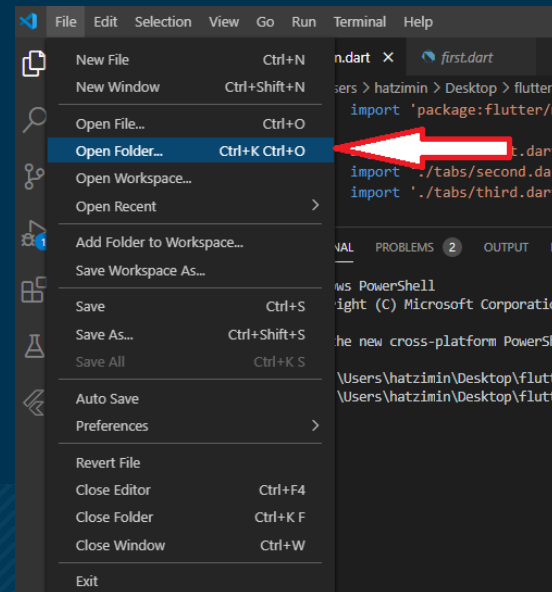 File Edit Selection View Go Run Terminal Help
New File Ctrl+N
New Window Ctrl+Shift+N
Open File... Ctrl+O
Open Folder... Ctrl+K Ctrl+O
Open Workspace...
Open Recent >
Add Folder to Workspace...
Save Workspace As...
Save Ctrl+S
Save As... Ctrl+Shift+S
Save All Ctrl+K S
Auto Save
Preferences >
Revert File
Close Editor Ctrl+F4
Close Folder Ctrl+K F
Close Window Ctrl+W
Exit
1
n.dart × first.dart
sers > hatzimin > Desktop > flutter
import 'package:flutter/
t.dar
import './tabs/second.da
import './tabs/third.dar
NAL PROBLEMS 2 OUTPUT
ws PowerShell
ight (C) Microsoft Corporatio
he new cross-platform PowerSh
\Users\hatzimin\Desktop\flutt
\Users\hatzimin\Desktop\flutt